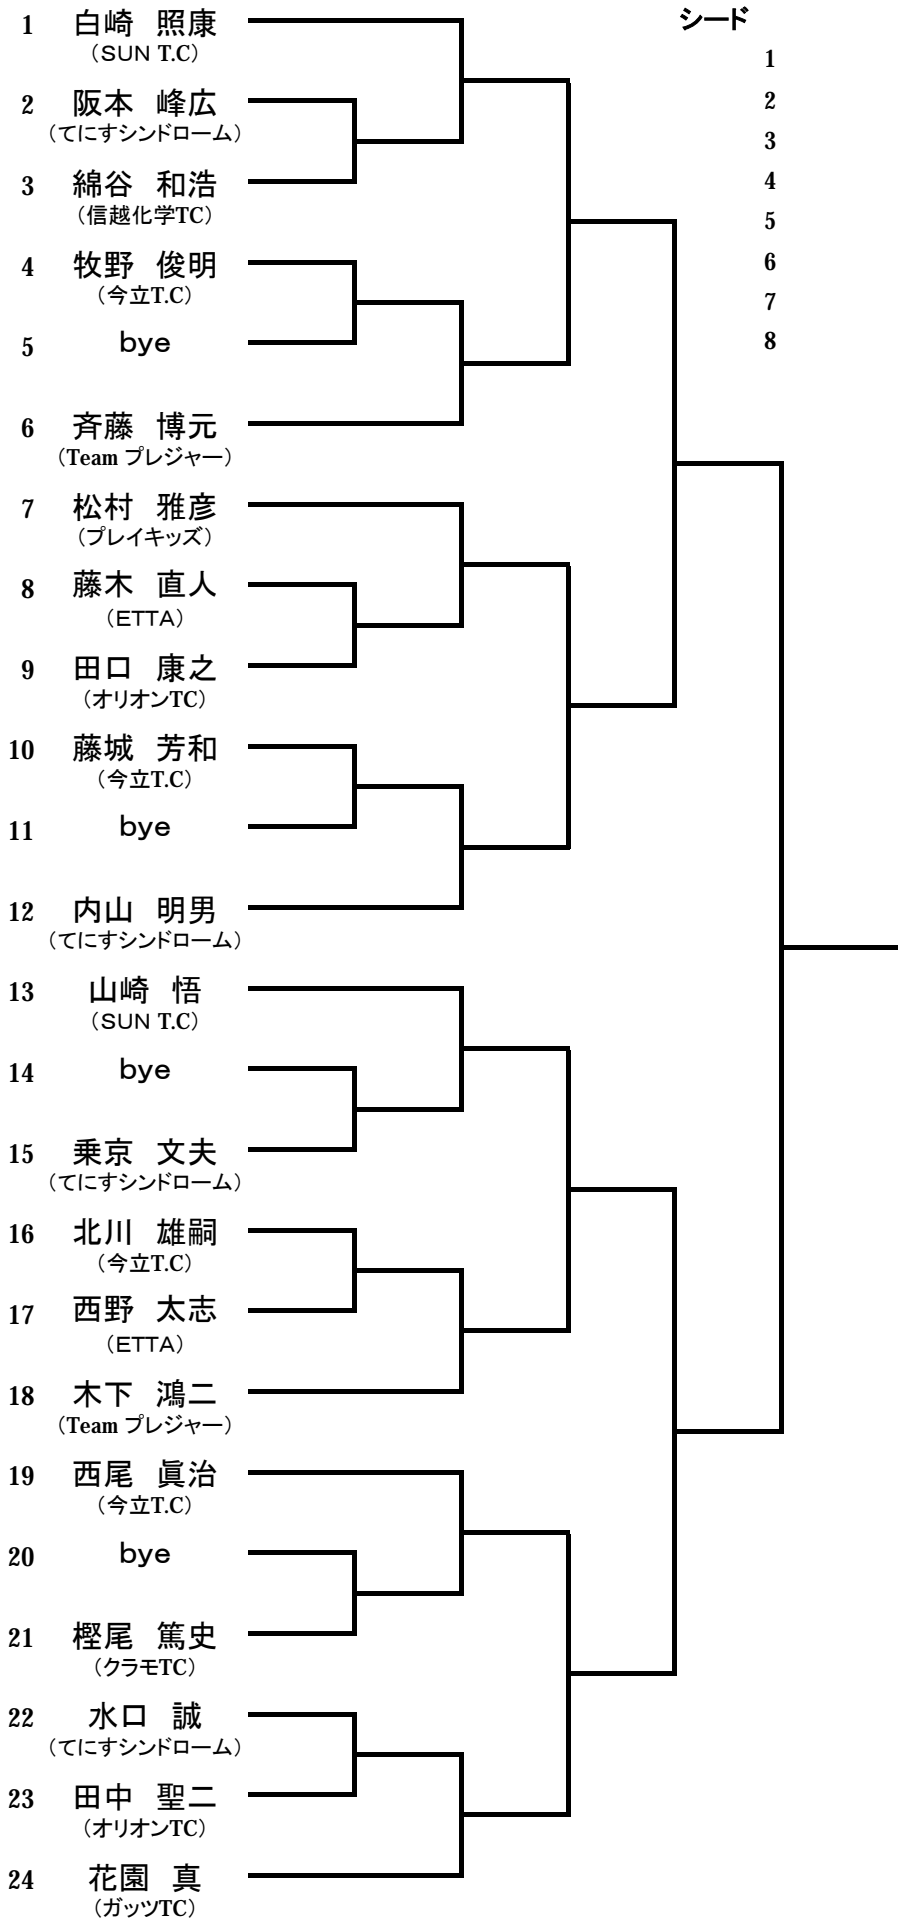 シード
1
2
3
4
5
6
7
8
1 白崎 照康
（SUN T.C）
2 阪本 峰広
（てにすシンドローム）
3 綿谷 和浩
（信越化学TC）
4 牧野 俊明
（今立T.C）
5 bye
6 斉藤 博元
（Team プレジャー）
7 松村 雅彦
（プレイキッズ）
8 藤木 直人
（ETTA）
9 田口 康之
（オリオンTC）
10 藤城 芳和
（今立T.C）
11 bye
12 内山 明男
（てにすシンドローム）
13 山崎 悟
（SUN T.C）
14 bye
15 乗京 文夫
（てにすシンドローム）
16 北川 雄嗣
（今立T.C）
17 西野 太志
（ETTA）
18 木下 鴻二
（Team プレジャー）
19 西尾 眞治
（今立T.C）
20 bye
21 樫尾 篤史
（クラモTC）
22 水口 誠
（てにすシンドローム）
23 田中 聖二
（オリオンTC）
24 花園 真
（ガッツTC）